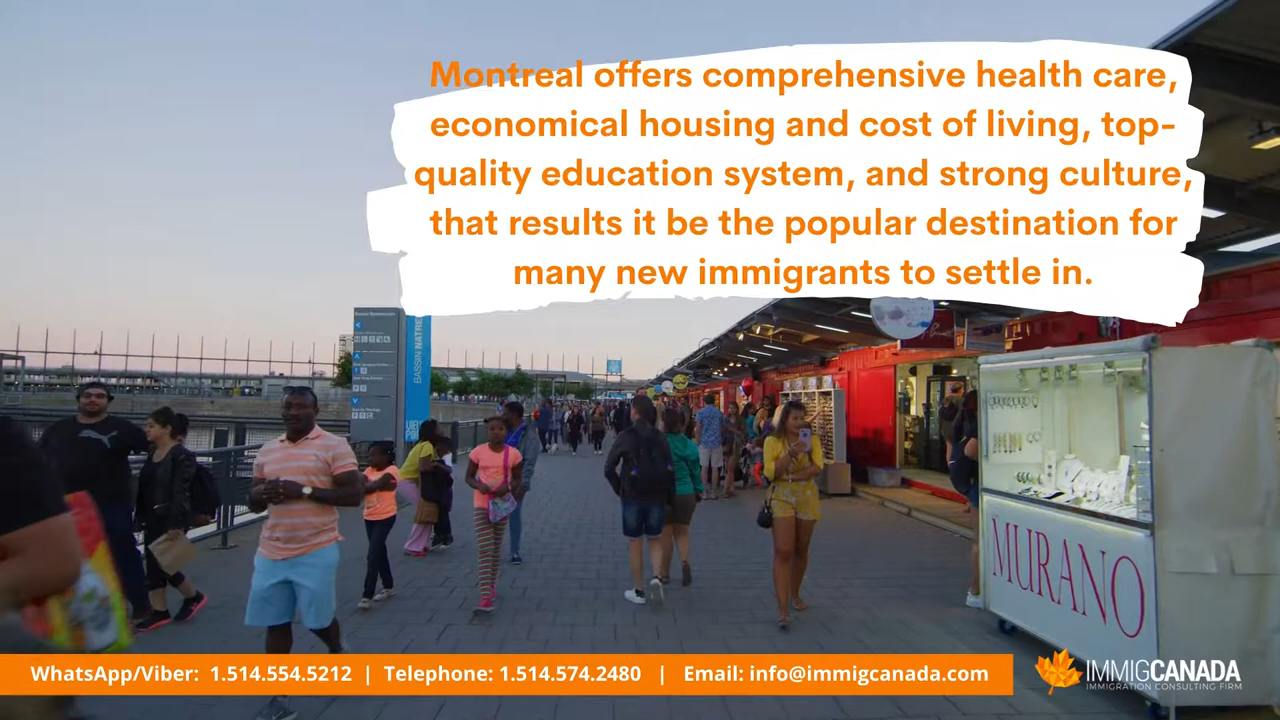 Montreal offers comprehensive health care,
economical housing and cost of living, top-
quality education system, and strong culture,
that results it be the popular destination for
many new immigrants to settle in.
BASSIN NATRE
MURANO
WhatsApp/Viber: 1.514.554.5212 | Telephone: 1.514.574.2480 | Email: info@immigcanada.com
IMMIGCANADA
IMMIGRATION CONSULTING FIRM